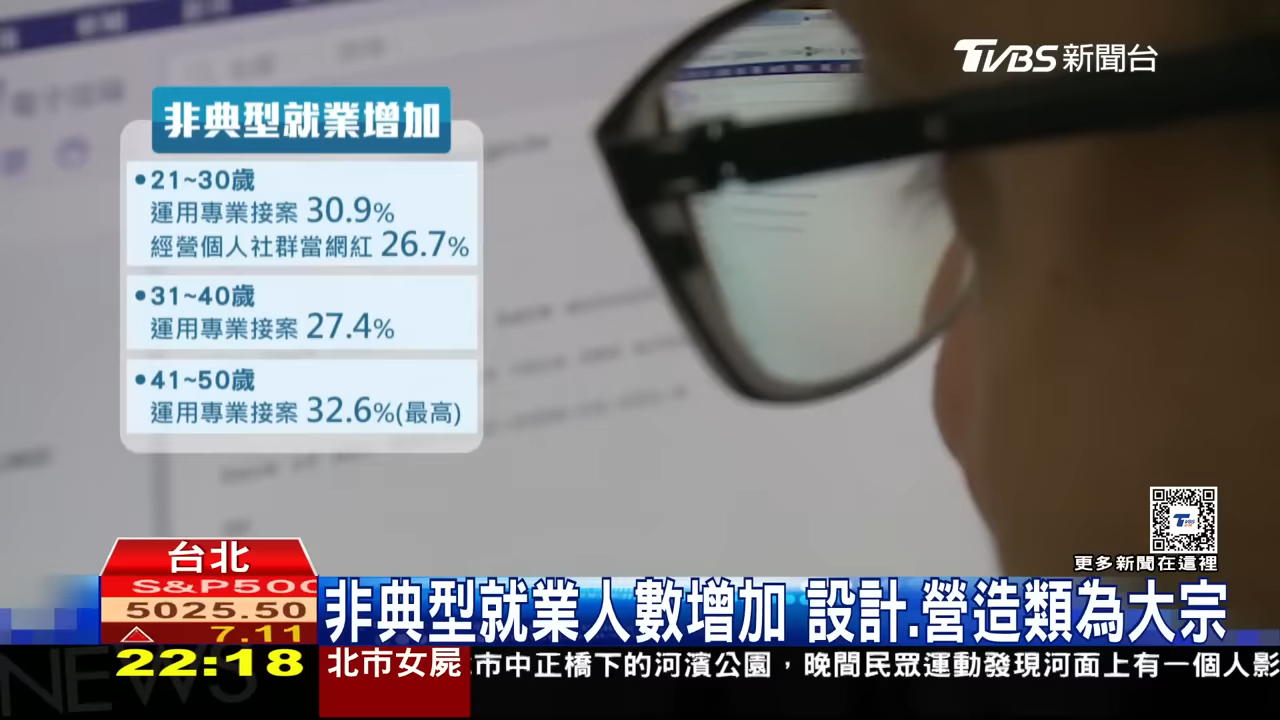 TVBS新聞台
非典型就業增加
•21~30歲
運用專業接案 30.9%
經營個人社群當網紅 26.7%
•31~40歲
運用專業接案 27.4%
•41~50歲
運用專業接案 32.6%(最高)
TVBS
更多新聞在這裡
台北
S&P500
5025.50
7.11
22:18
非典型就業人數增加 設計.營造類為大宗
北市女屍
市中正橋下的河濱公園，晚間民眾運動發現河面上有一個人影
NEWS